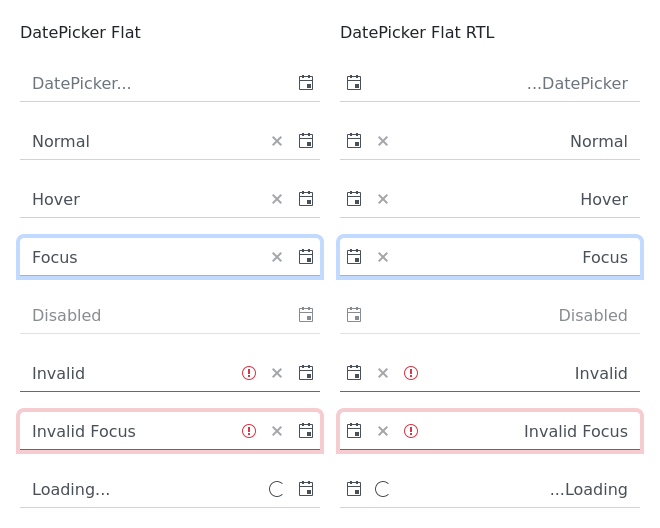 DatePicker Flat
DatePicker Flat RTL
DatePicker...
...DatePicker
Normal
Normal
Hover
Hover
Focus
Focus
Disabled
Disabled
Invalid
Invalid
Invalid Focus
Invalid Focus
Loading...
...Loading